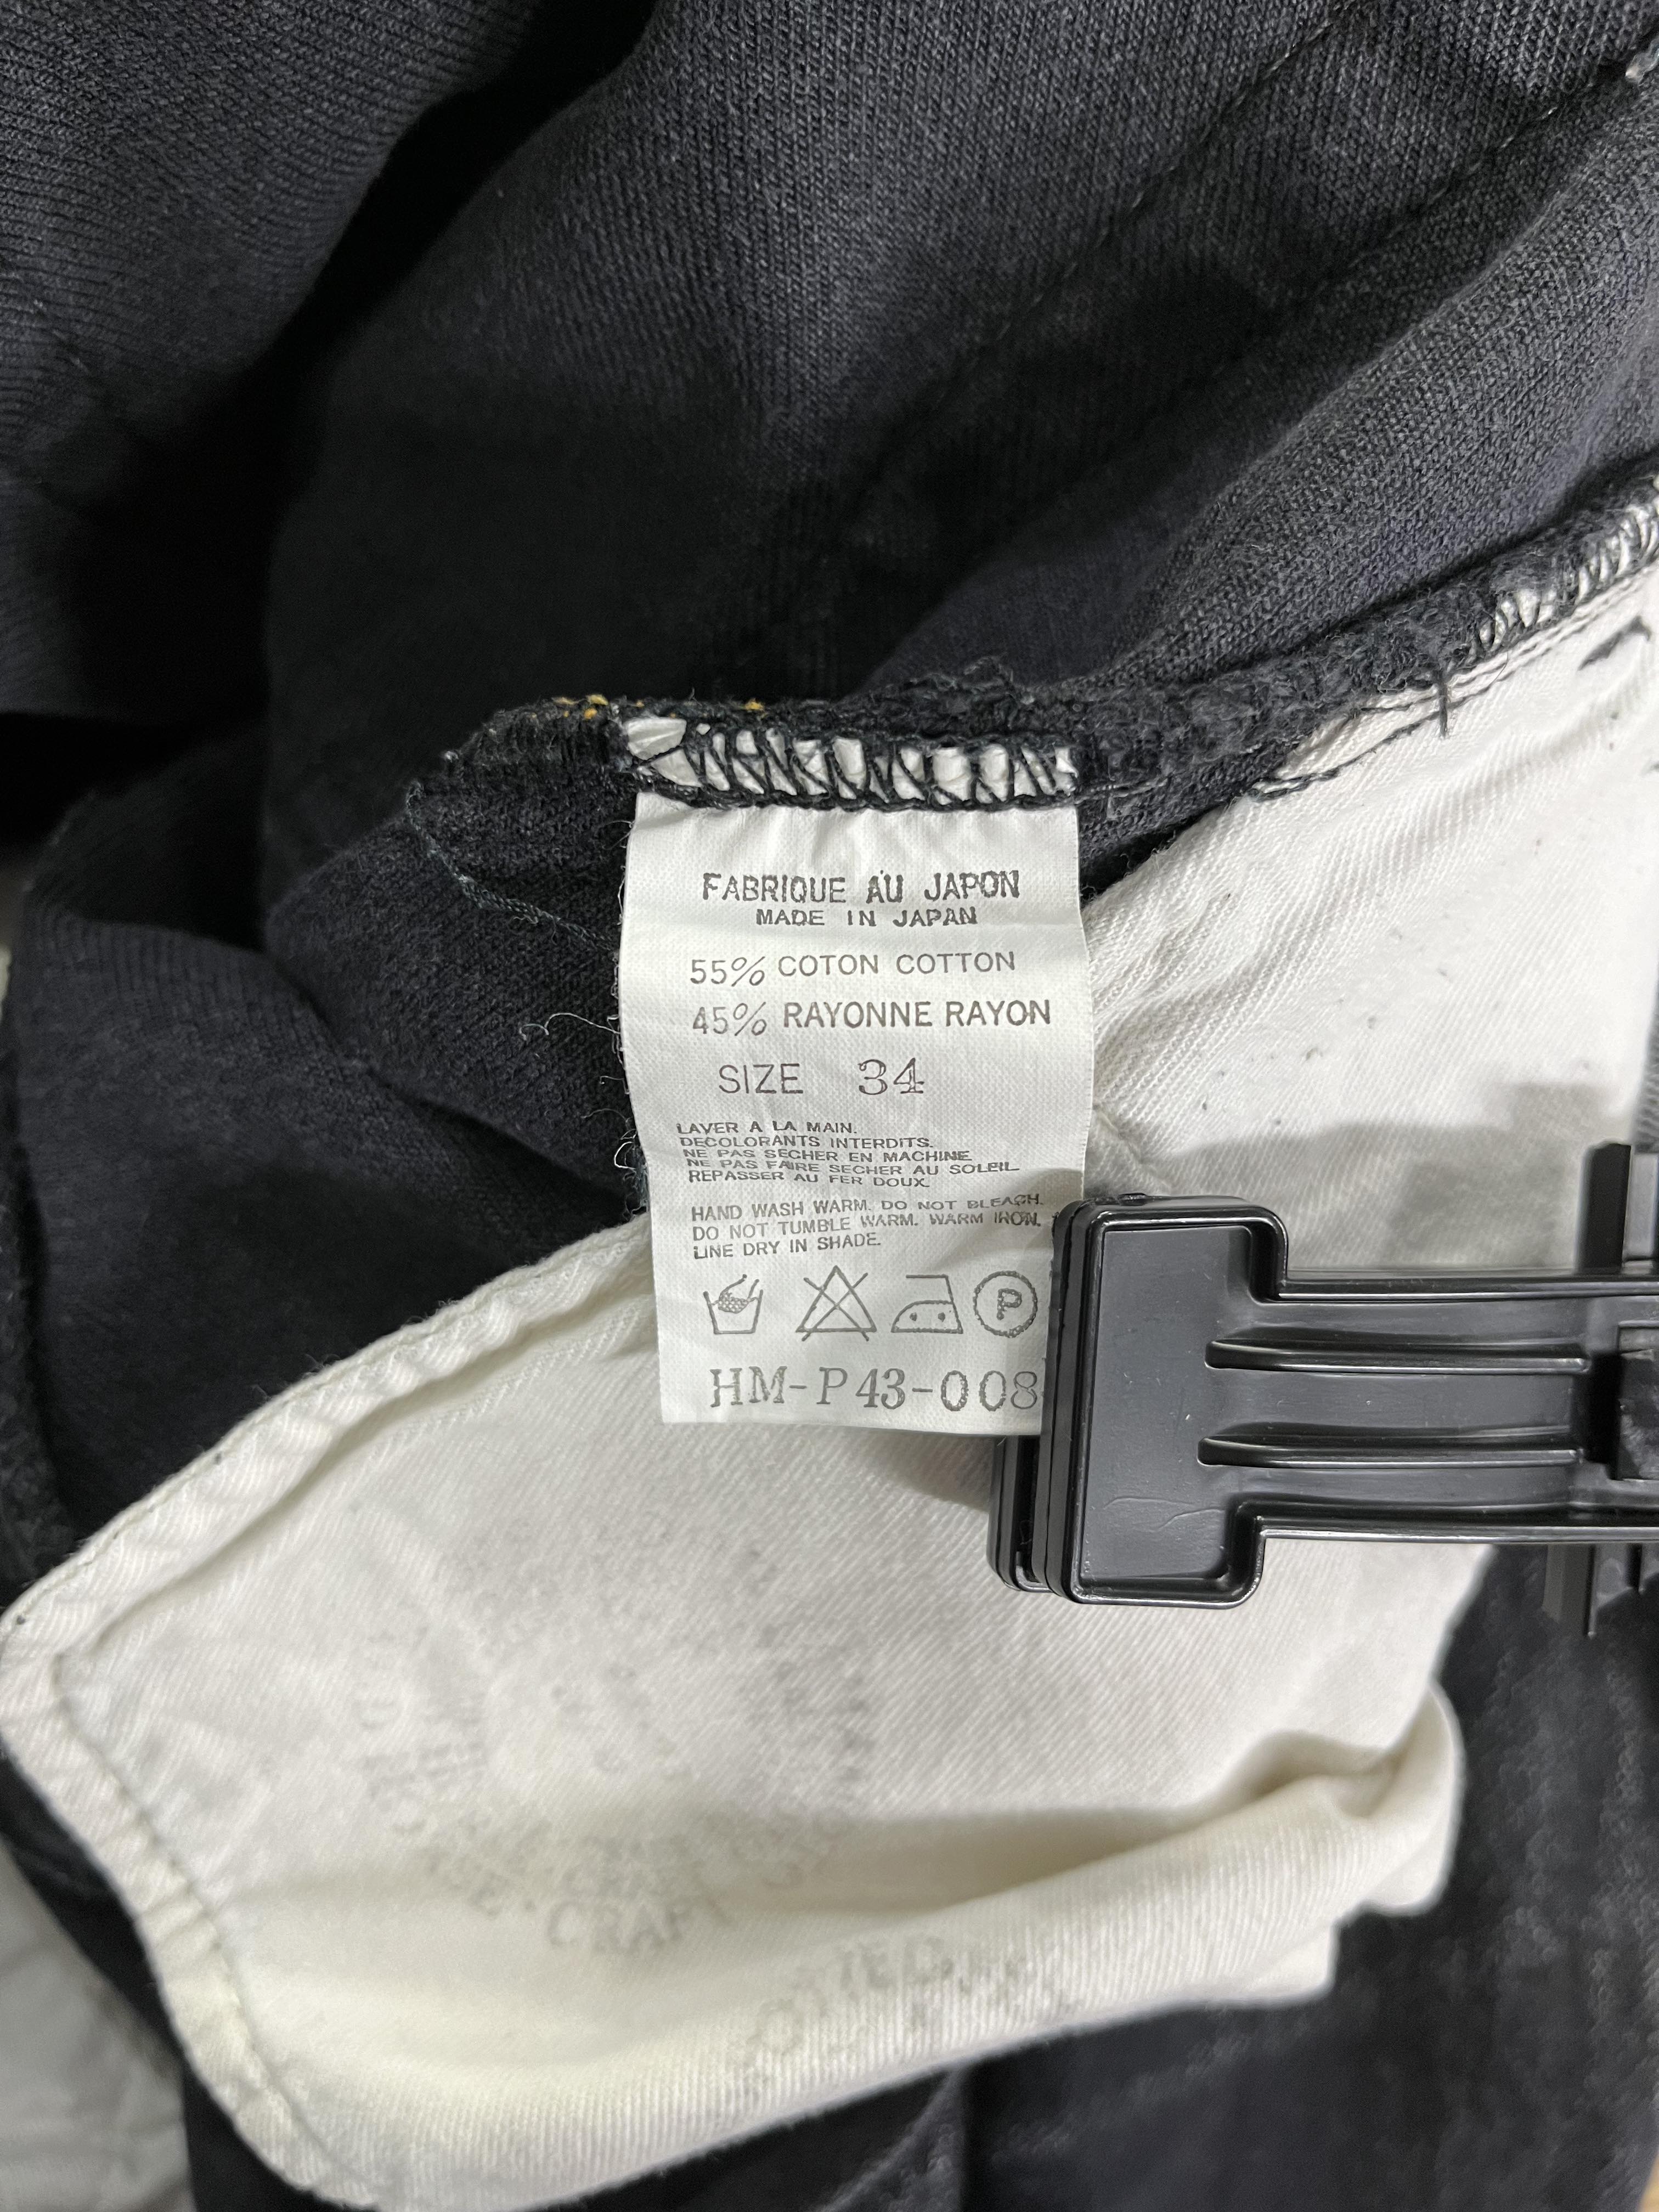 FABRIQUE AU JAPON
MADE IN JAPAN
55% COTON COTTON
45% RAYONNE RAYON
SIZE 34
LAVER A LA MAIN.
DECOLORANTS INTERDITS.
NE PAS SECHER EN MACHINE
NE PAS FAIRE SECHER AU SOLEIL
REPASSER AU FER DOUX.
HAND WASH WARM. DO NOT BLEACH.
DO NOT TUMBLE WARM. WARM IRON.
LINE DRY IN SHADE.
P
HM-P43-008
CRAFT